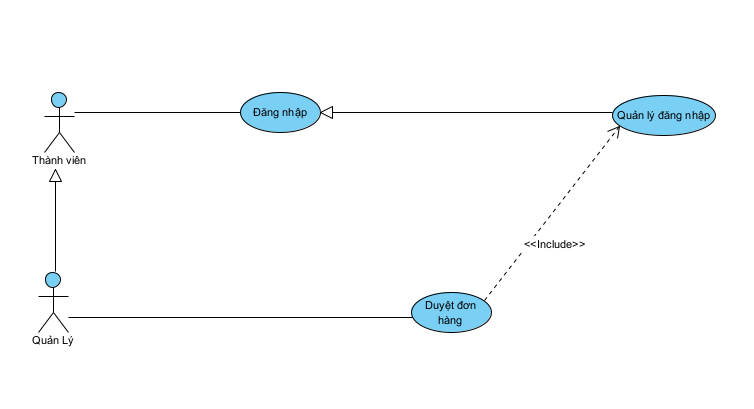 Đăng nhập
Quản lý đăng nhập
Thành viên
<<Include>>
Duyệt đơn
hàng
Quản Lý